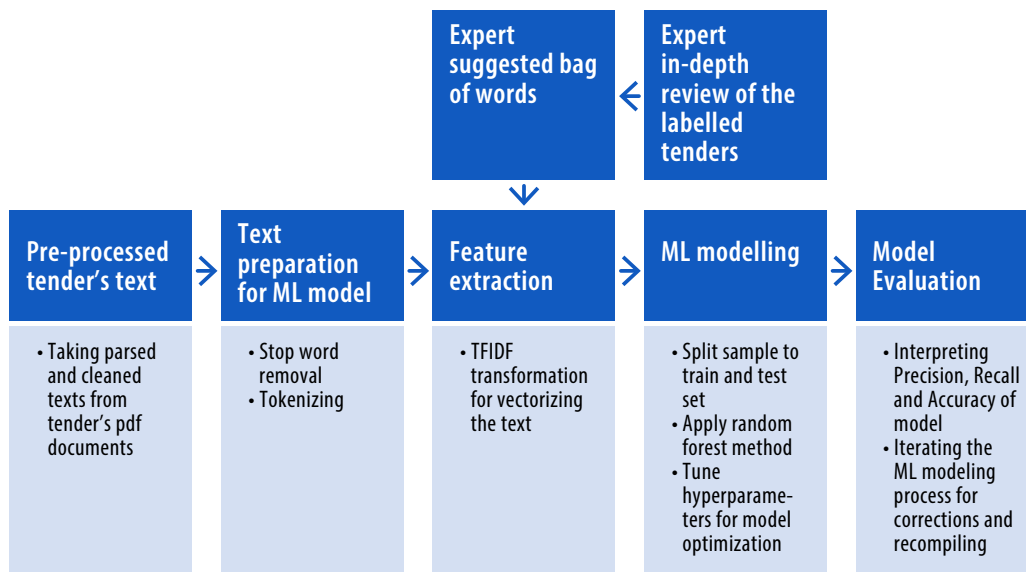 Expert
suggested bag
of words
Expert
in-depth
review of the
labelled
tenders
Pre-processed
tender's text
Text
preparation
for ML model
Feature
extraction
ML modelling
Model
Evaluation
• Taking parsed
and cleaned
texts from
tender's pdf
documents
• Stop word
removal
• Tokenizing
• TFIDF
transformation
for vectorizing
the text
• Split sample to
train and test
set
• Apply random
forest method
• Tune
hyperparame-
ters for model
optimization
• Interpreting
Precision, Recall
and Accuracy of
model
• Iterating the
ML modeling
process for
corrections and
recompiling